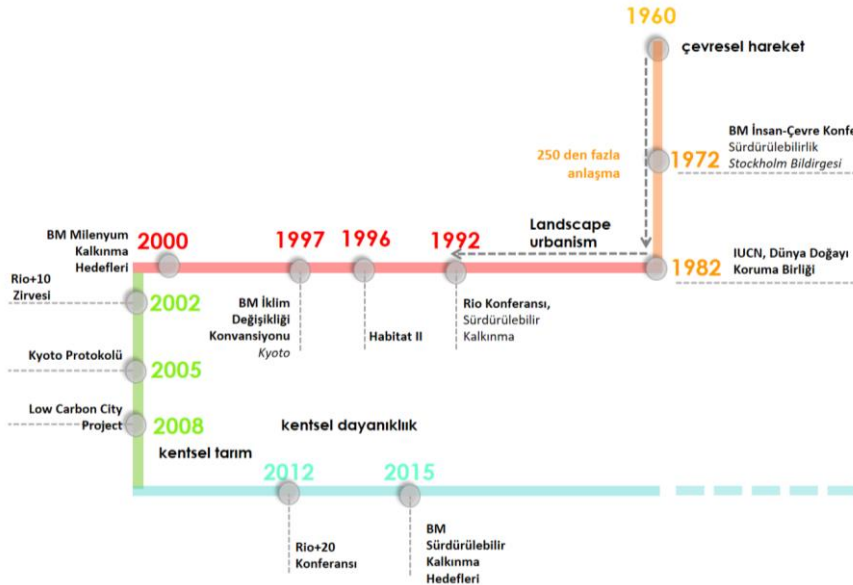 1960
çevresel hareket
BM İnsan-Çevre Konfe
1972
Sürdürülebilirlik
Stockholm Bildirgesi
250 den fazla
anlaşma
Landscape
urbanism
1982
IUCN, Dünya Doğayı
Koruma Birliği
1992
Rio Konferansı,
Sürdürülebilir
Kalkınma
1996
Habitat II
1997
BM İklim
Değişikliği
Konvansiyonu
Kyoto
2000
BM Milenyum
Kalkınma
Hedefleri
Rio+10
Zirvesi
2002
Kyoto Protokolü
2005
Low Carbon City
Project
2008
kentsel tarım
kentsel dayanıklıık
2012
Rio+20
Konferansı
2015
BM
Sürdürülebilir
Kalkınma
Hedefleri